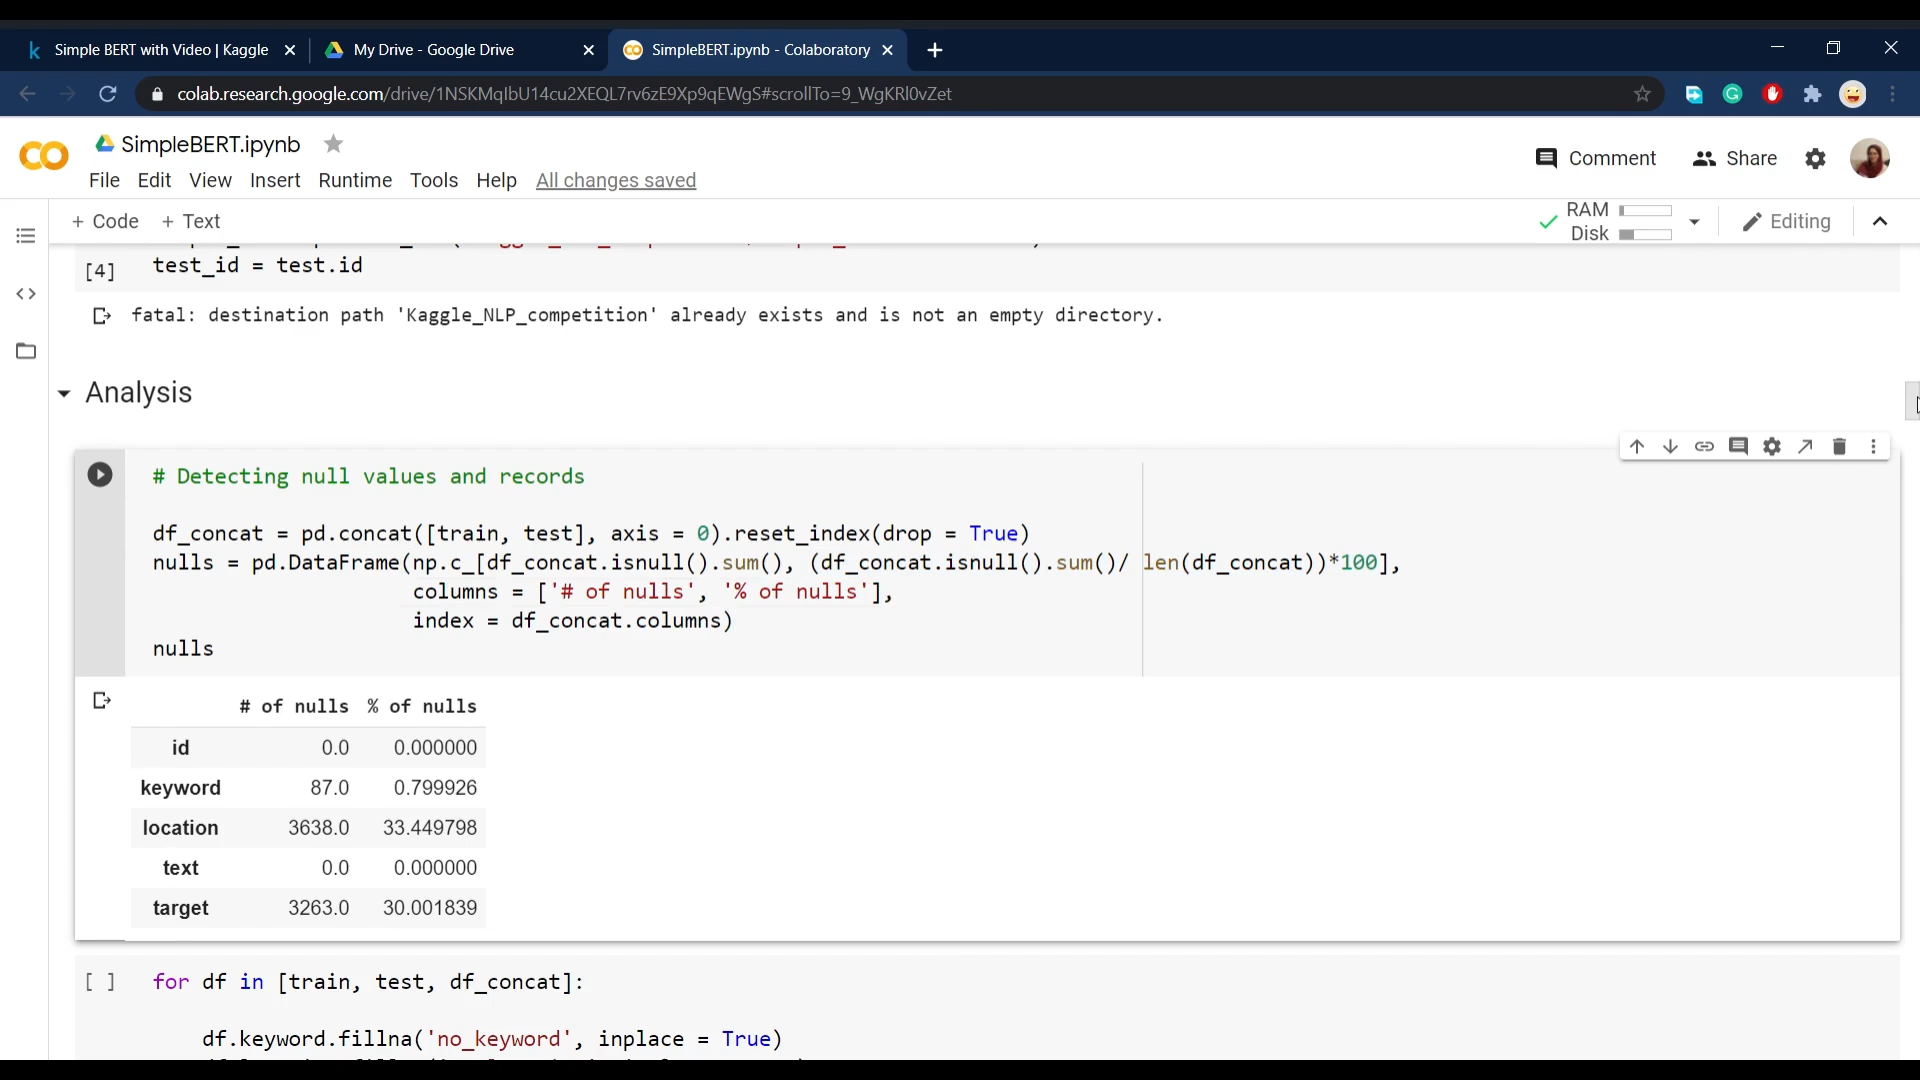 Simple BERT with Video | Kaggle
My Drive - Google Drive
SimpleBERT.ipynb - Colaboratory
colab.research.google.com/drive/1NSKMqlbU14cu2XEQL7rv6zE9Xp9qEWgS#scrollTo=9_WgKRl0vZet
SimpleBERT.ipynb
Comment
Share
File Edit View Insert Runtime Tools Help All changes saved
+ Code + Text
RAM
Disk
Editing
[4] test_id = test.id
fatal: destination path 'Kaggle_NLP_competition' already exists and is not an empty directory.
Analysis
# Detecting null values and records
df_concat = pd.concat([train, test], axis = 0).reset_index(drop = True)
nulls = pd.DataFrame(np.c_[df_concat.isnull().sum(), (df_concat.isnull().sum()/ len(df_concat))*100],
columns = ['# of nulls', '% of nulls'],
index = df_concat.columns)
nulls
# of nulls % of nulls
id 0.0 0.000000
keyword 87.0 0.799926
location 3638.0 33.449798
text 0.0 0.000000
target 3263.0 30.001839
[ ] for df in [train, test, df_concat]:
df.keyword.fillna('no_keyword', inplace = True)